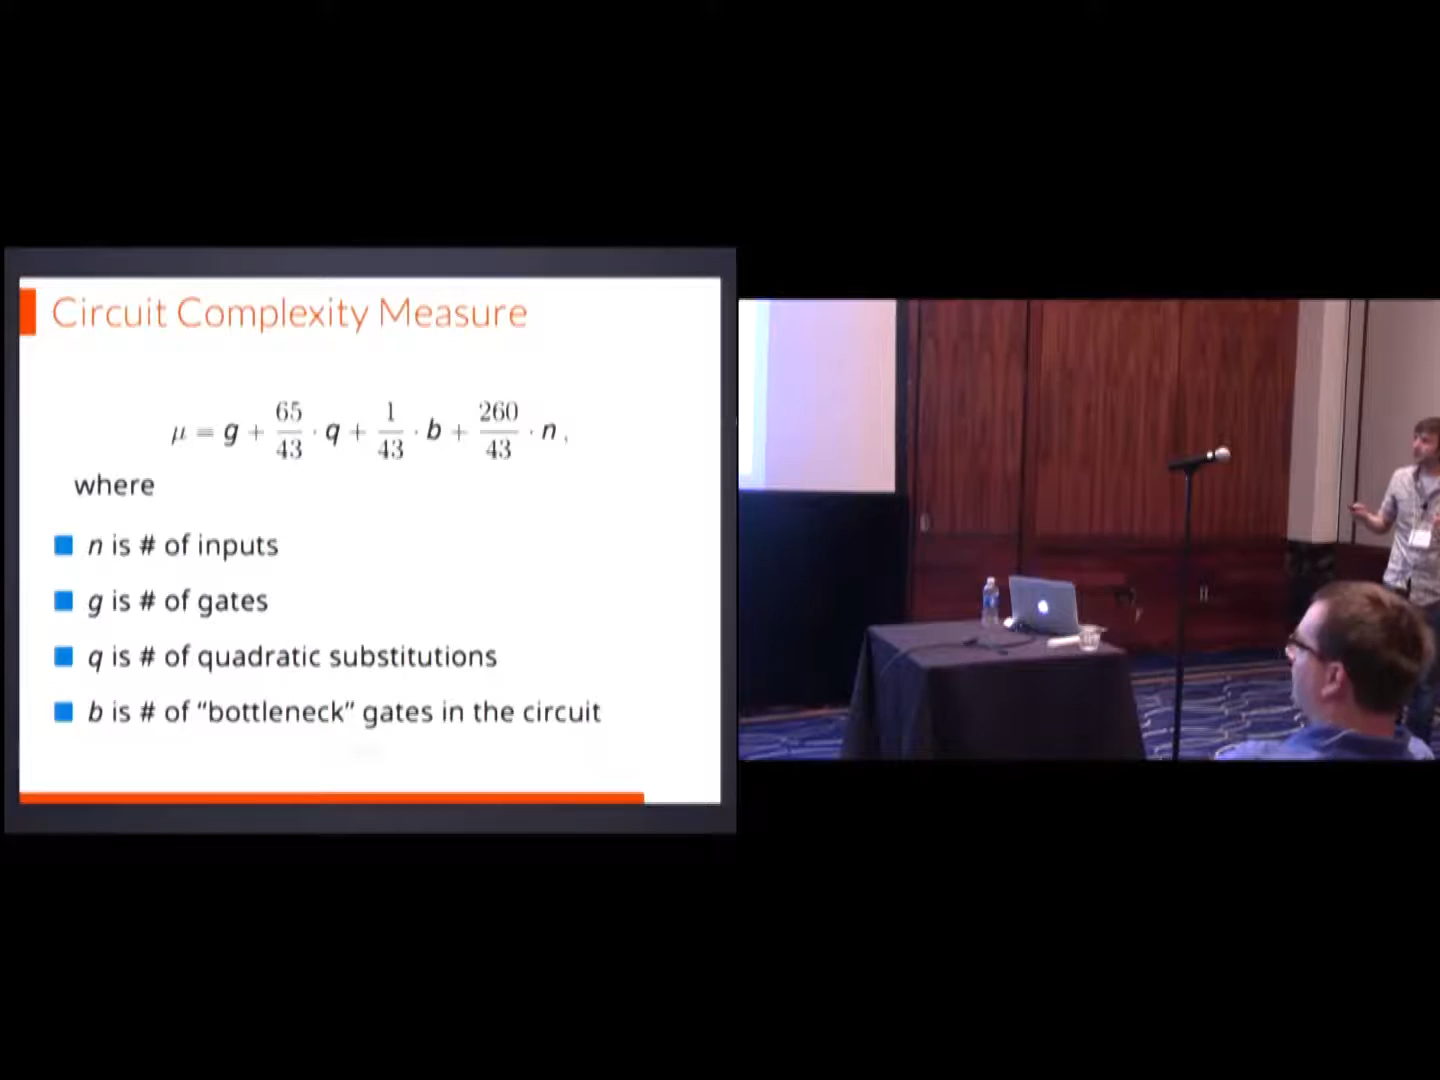 Circuit Complexity Measure
μ = g + 65/43 · q + 1/43 · b + 260/43 · n ,
where
n is # of inputs
g is # of gates
q is # of quadratic substitutions
b is # of “bottleneck” gates in the circuit